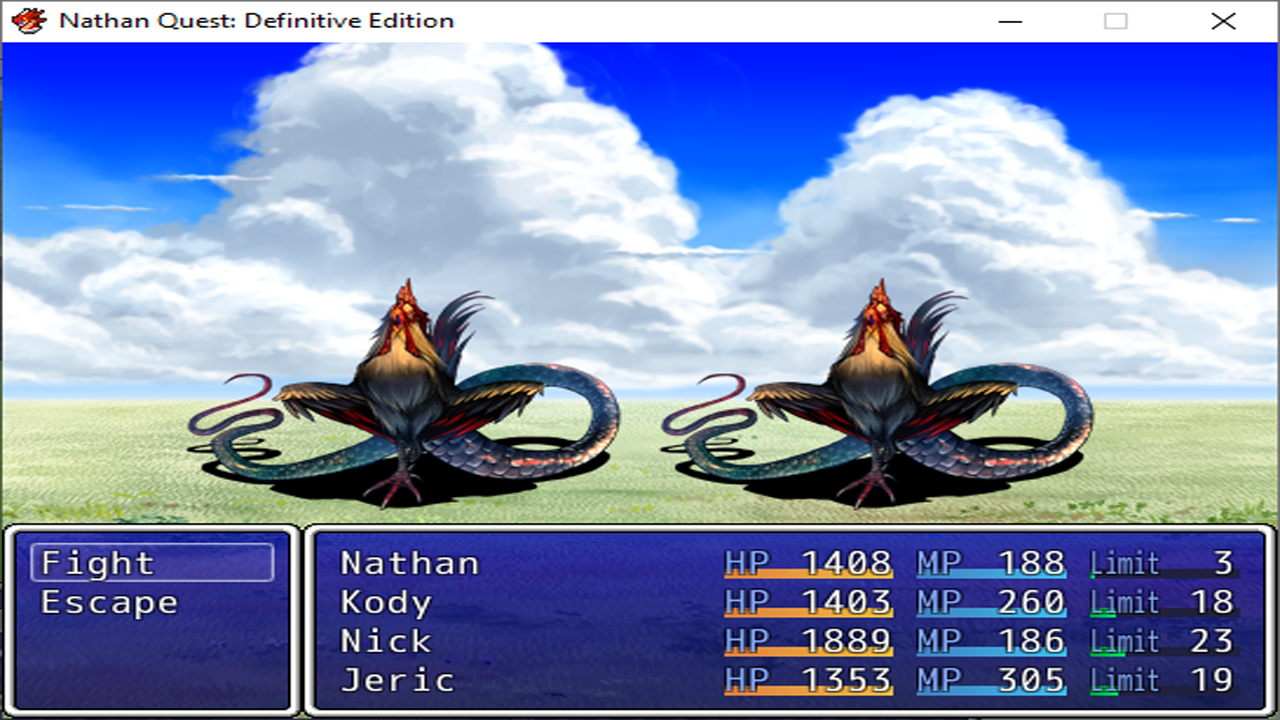 Nathan Quest: Definitive Edition
Fight
Escape
Nathan HP 1408 MP 188 Limit 3
Kody HP 1403 MP 260 Limit 18
Nick HP 1889 MP 186 Limit 23
Jeric HP 1353 MP 305 Limit 19